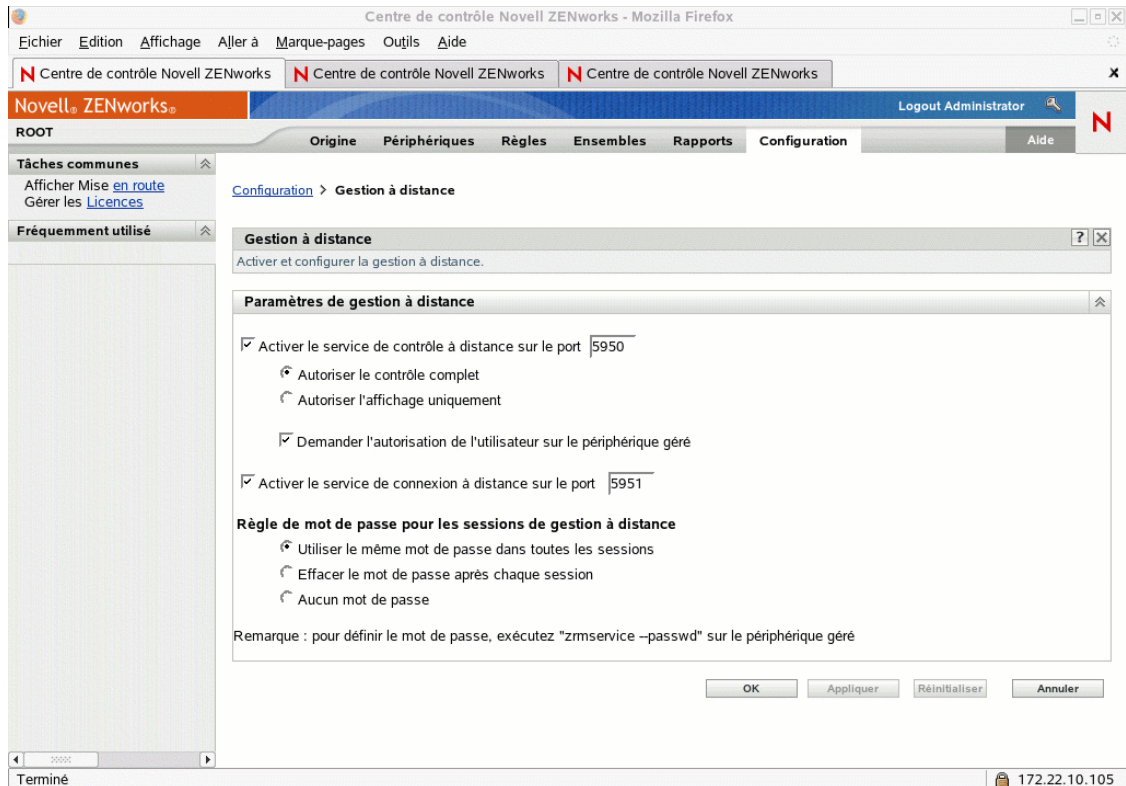 Centre de contrôle Novell ZENworks - Mozilla Firefox
Fichier Edition Affichage Aller à Marque-pages Outils Aide
N Centre de contrôle Novell ZENworks N Centre de contrôle Novell ZENworks N Centre de contrôle Novell ZENworks x
Novell® ZENworks® Logout Administrator N
ROOT Origine Périphériques Règles Ensembles Rapports Configuration Aide
Tâches communes
Afficher Mise en route
Gérer les Licences
Fréquemment utilisé
Configuration > Gestion à distance
Gestion à distance ?
Activer et configurer la gestion à distance.
Paramètres de gestion à distance
Activer le service de contrôle à distance sur le port 5950
Autoriser le contrôle complet
Autoriser l'affichage uniquement
Demander l'autorisation de l'utilisateur sur le périphérique géré
Activer le service de connexion à distance sur le port 5951
Règle de mot de passe pour les sessions de gestion à distance
Utiliser le même mot de passe dans toutes les sessions
Effacer le mot de passe après chaque session
Aucun mot de passe
Remarque : pour définir le mot de passe, exécutez "zrmservice --passwd" sur le périphérique géré
OK Appliquer Réinitialiser Annuler
Terminé 172.22.10.105